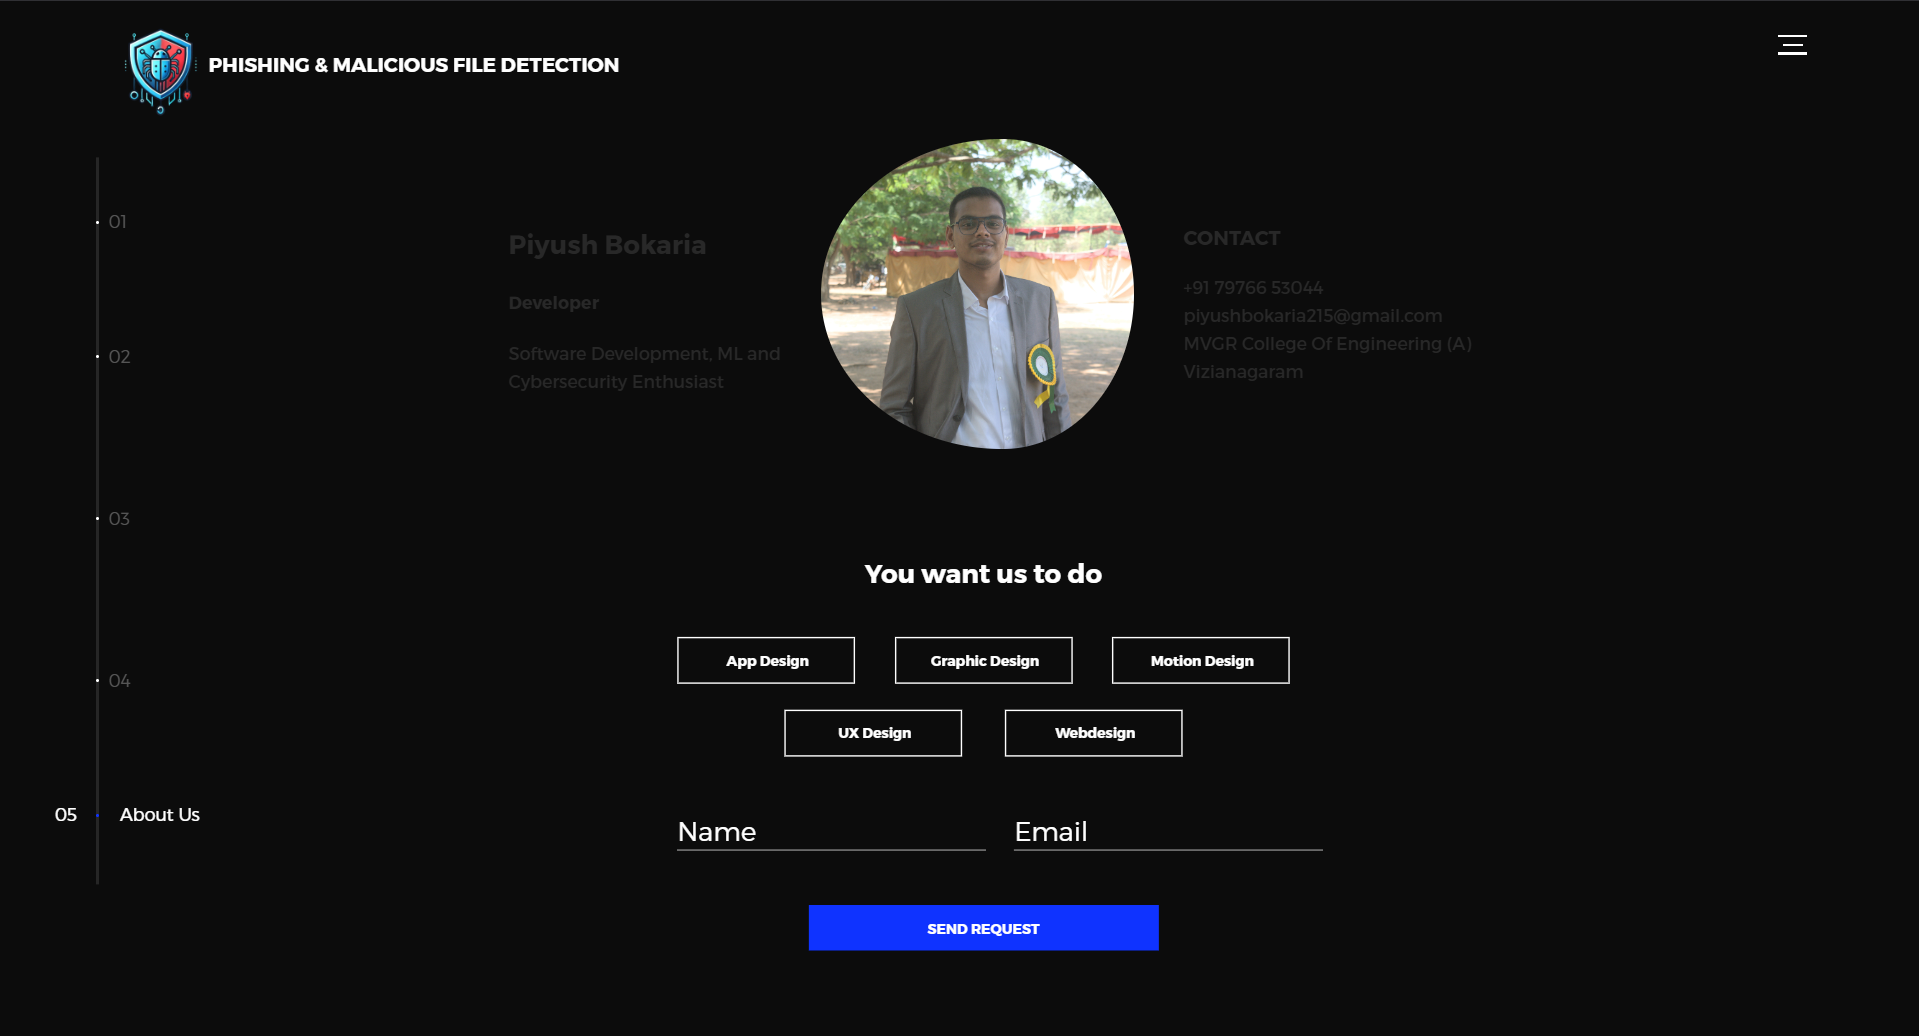 PHISHING & MALICIOUS FILE DETECTION
01
02
03
04
05 About Us
Piyush Bokaria
Developer
Software Development, ML and
Cybersecurity Enthusiast
CONTACT
+91 79766 53044
piyushbokaria215@gmail.com
MVGR College Of Engineering (A)
Vizianagaram
You want us to do
App Design
Graphic Design
Motion Design
UX Design
Webdesign
Name
Email
SEND REQUEST